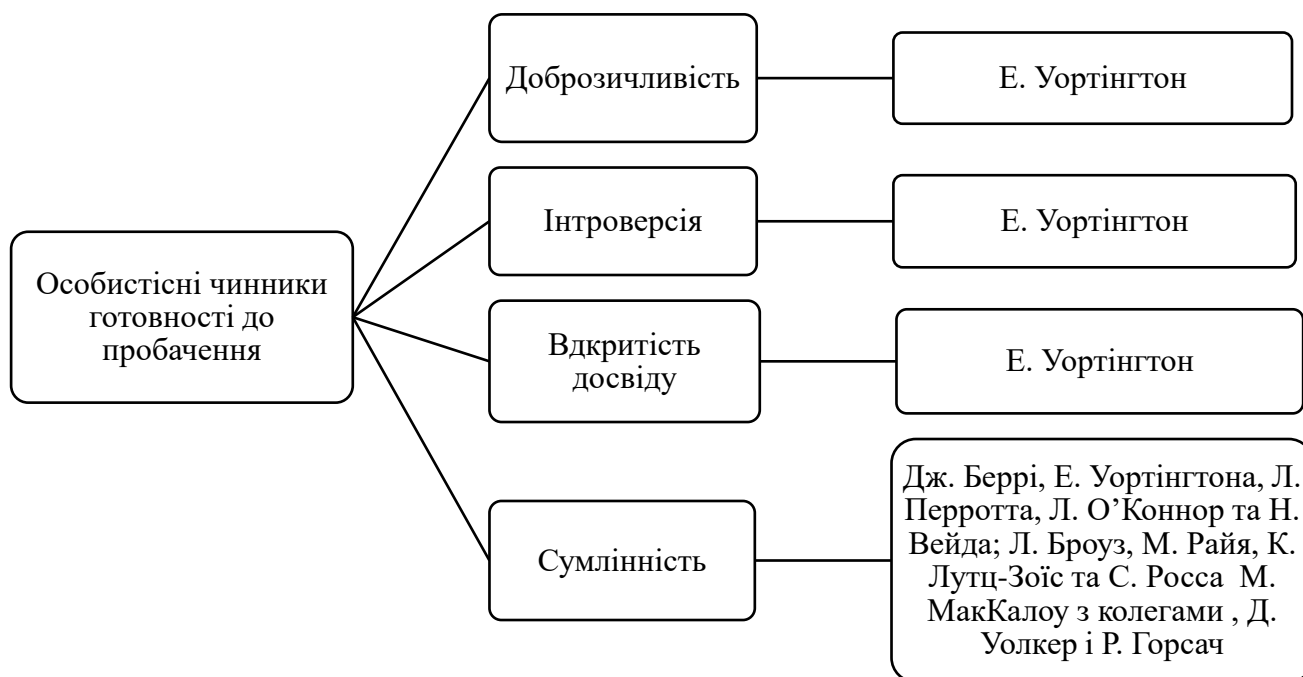 Особистісні чинники
готовності до
пробачення
Доброзичливість
Е. Уортінгтон
Інтроверсія
Е. Уортінгтон
Вдкритість
досвіду
Е. Уортінгтон
Сумлінність
Дж. Беррі, Е. Уортінгтона, Л.
Перротта, Л. О’Коннор та Н.
Вейда; Л. Броуз, М. Райя, К.
Лутц-Зоїс та С. Росса  М.
МакКалоу з колегами , Д.
Уолкер і Р. Горсач